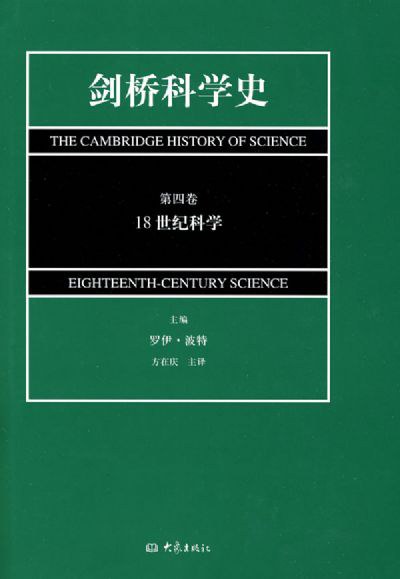 剑桥科学史
THE CAMBRIDGE HISTORY OF SCIENCE
第四卷
18世纪科学
EIGHTEENTH-CENTURY SCIENCE
主编
罗伊·波特
方在庆 主译
大象出版社